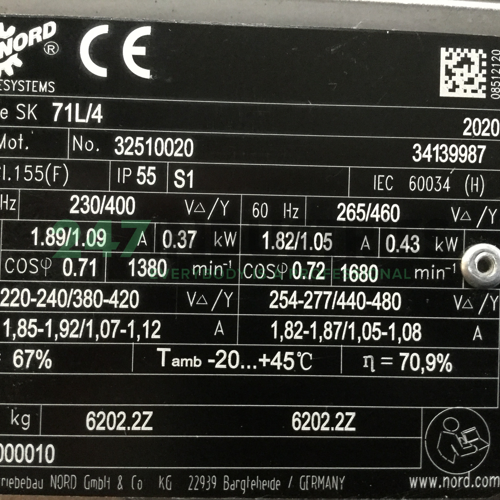 NORD ®
ESYSTEMS
CE
08512120
e SK 71L/4
2020
Mot. No. 32510020 34139987
l.155(F) IP 55 S1 IEC 60034 (H)
Hz 230/400 V△/Y 60 Hz 265/460 V△/Y
1.89/1.09 A 0.37 kW 1.82/1.05 A 0.43 kW
COSφ 0.71 1380 min⁻¹ COSφ 0.72 1680 min⁻¹
220-240/380-420 V△/Y 254-277/440-480 V△/Y
1,85-1,92/1,07-1,12 A 1,82-1,87/1,05-1,08 A
= 67% Tamb -20...+45°C η = 70,9%
kg 6202.2Z 6202.2Z
000010
riebebau NORD GmbH & Co KG 22939 Bargteheide / GERMANY www.nord.com